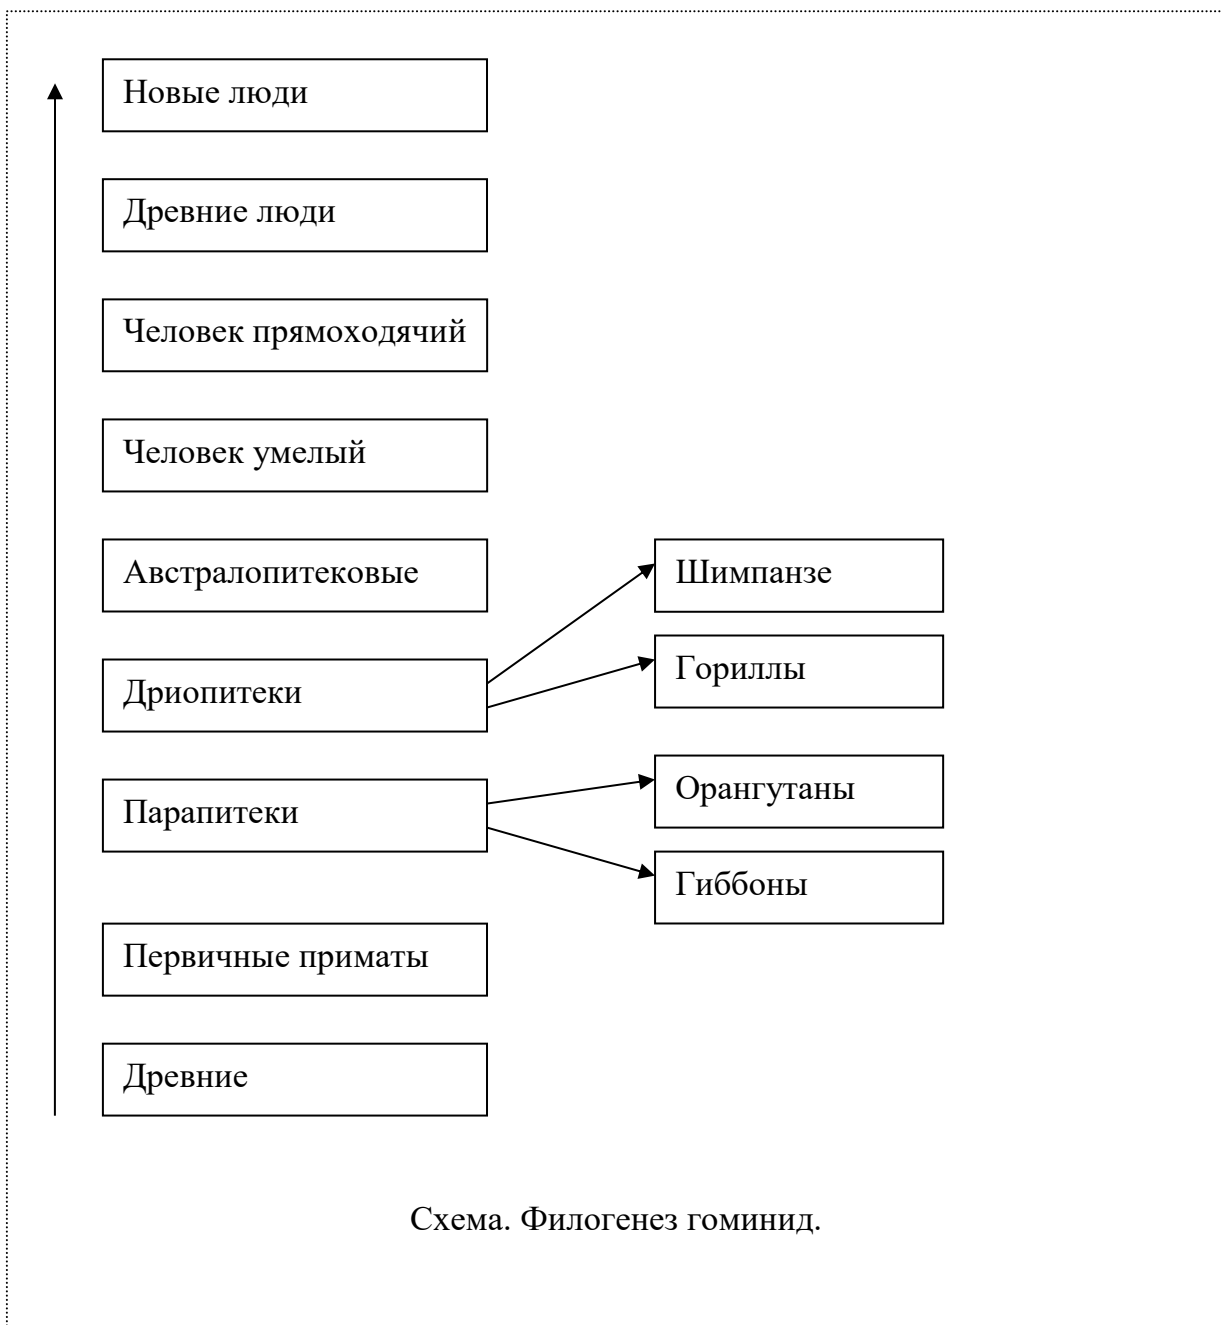 Новые люди
Древние люди
Человек прямоходячий
Человек умелый
Австралопитековые
Шимпанзе
Дриопитеки
Гориллы
Парапитеки
Орангутаны
Гиббоны
Первичные приматы
Древние
Схема. Филогенез гоминид.